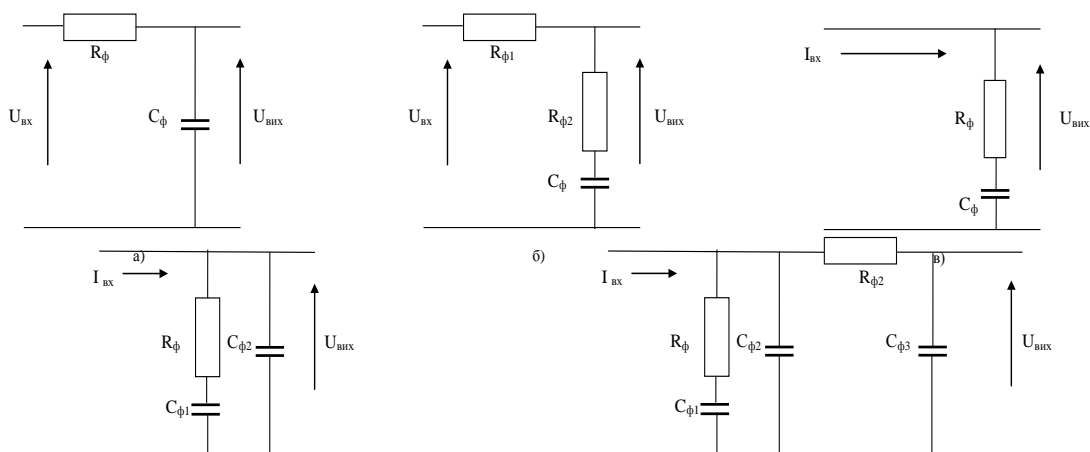 Rф
Uвх
Cф
Uвих
а)
Rф1
Uвх
Rф2
Uвих
Cф
б)
Iвх
Rф
Uвих
Cф
в)
I вх
Rф
Cф2
Uвих
Cф1
Iвх
Rф2
Rф
Cф2
Cф3
Uвих
Cф1